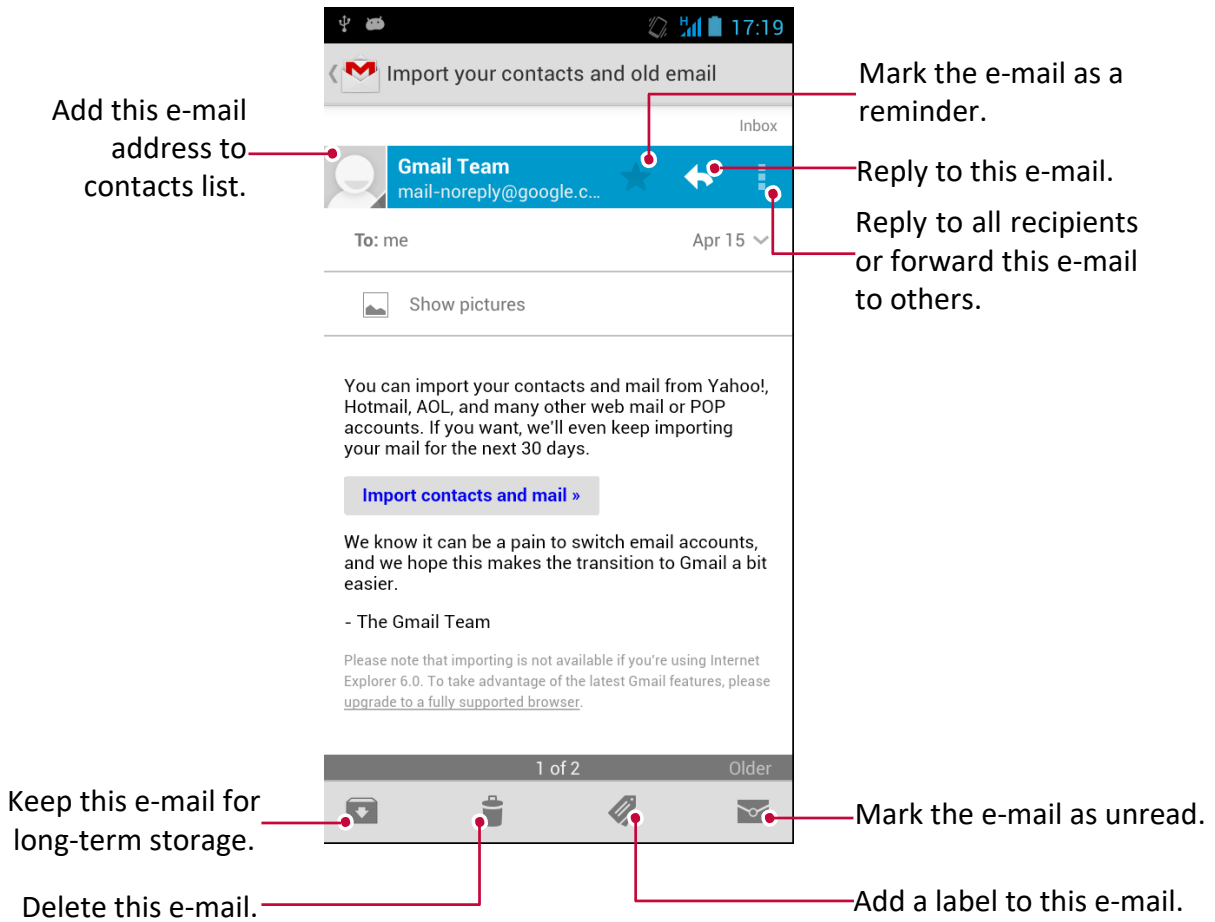 17:19
Import your contacts and old email
Mark the e-mail as a
reminder.
Add this e-mail
address to
contacts list.
Inbox
Gmail Team
mail-noreply@google.c...
Reply to this e-mail.
Reply to all recipients
or forward this e-mail
to others.
To: me
Apr 15
Show pictures
You can import your contacts and mail from Yahoo!,
Hotmail, AOL, and many other web mail or POP
accounts. If you want, we'll even keep importing
your mail for the next 30 days.
Import contacts and mail »
We know it can be a pain to switch email accounts,
and we hope this makes the transition to Gmail a bit
easier.
- The Gmail Team
Please note that importing is not available if you're using Internet
Explorer 6.0. To take advantage of the latest Gmail features, please
upgrade to a fully supported browser.
1 of 2
Older
Keep this e-mail for
long-term storage.
Mark the e-mail as unread.
Delete this e-mail.
Add a label to this e-mail.